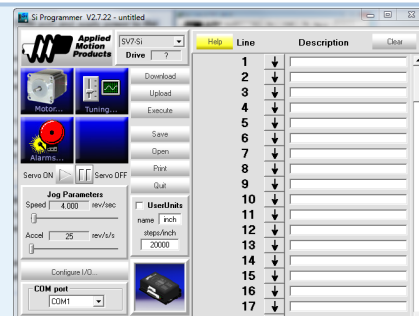 Si Programmer V2.7.22 - untitled
Applied Motion Products
SV7-Si
Drive ?
Motor...
Tuning...
Alarms...
Download
Upload
Execute
Save
Open
Print
Quit
Servo ON
Servo OFF
Jog Parameters
Speed 4.000 rev/sec
Accel 25 rev/s/s
UserUnits
name inch
steps/inch
20000
Configure I/O...
COM port
COM1
Help Line Description Clear
1
2
3
4
5
6
7
8
9
10
11
12
13
14
15
16
17